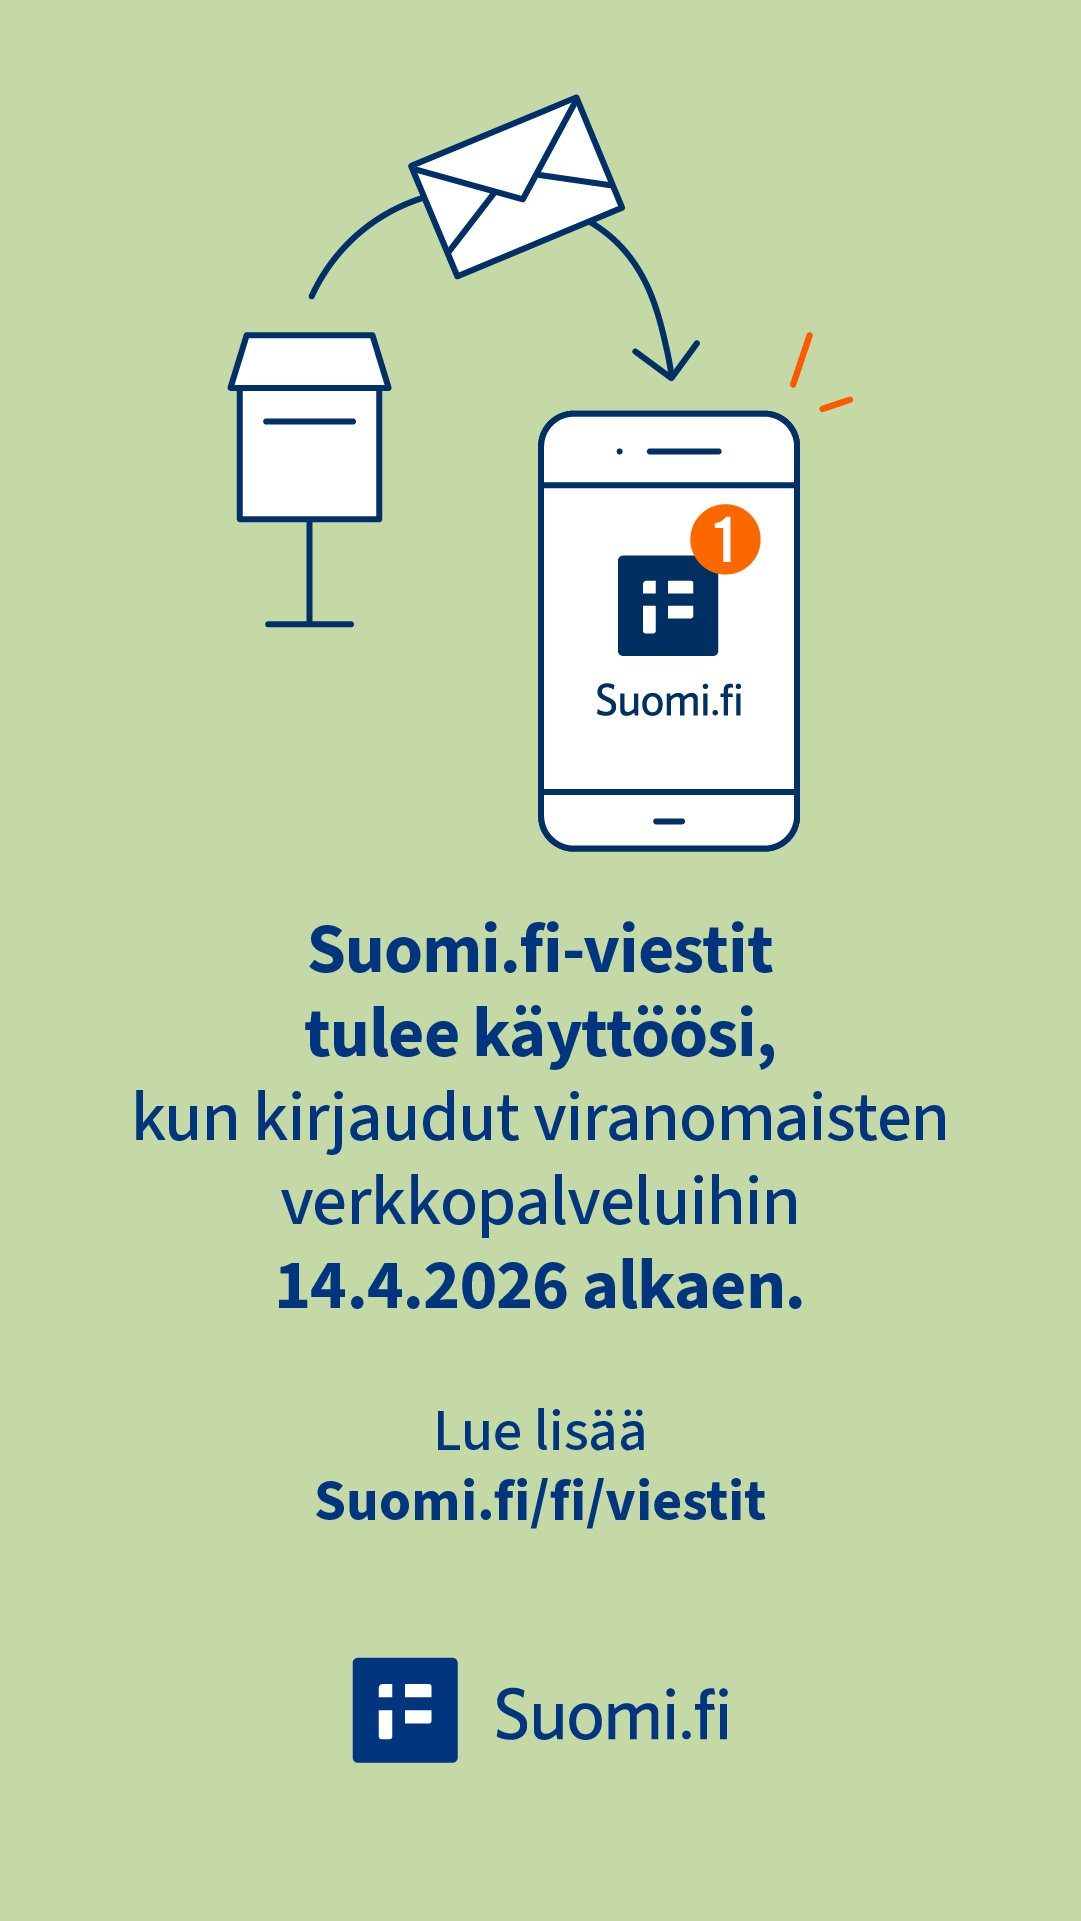 1
Suomi.fi
Suomi.fi-viestit
tulee käyttöösi,
kun kirjaudut viranomaisten
verkkopalveluihin
14.4.2026 alkaen.
Lue lisää
Suomi.fi/fi/viestit
Suomi.fi